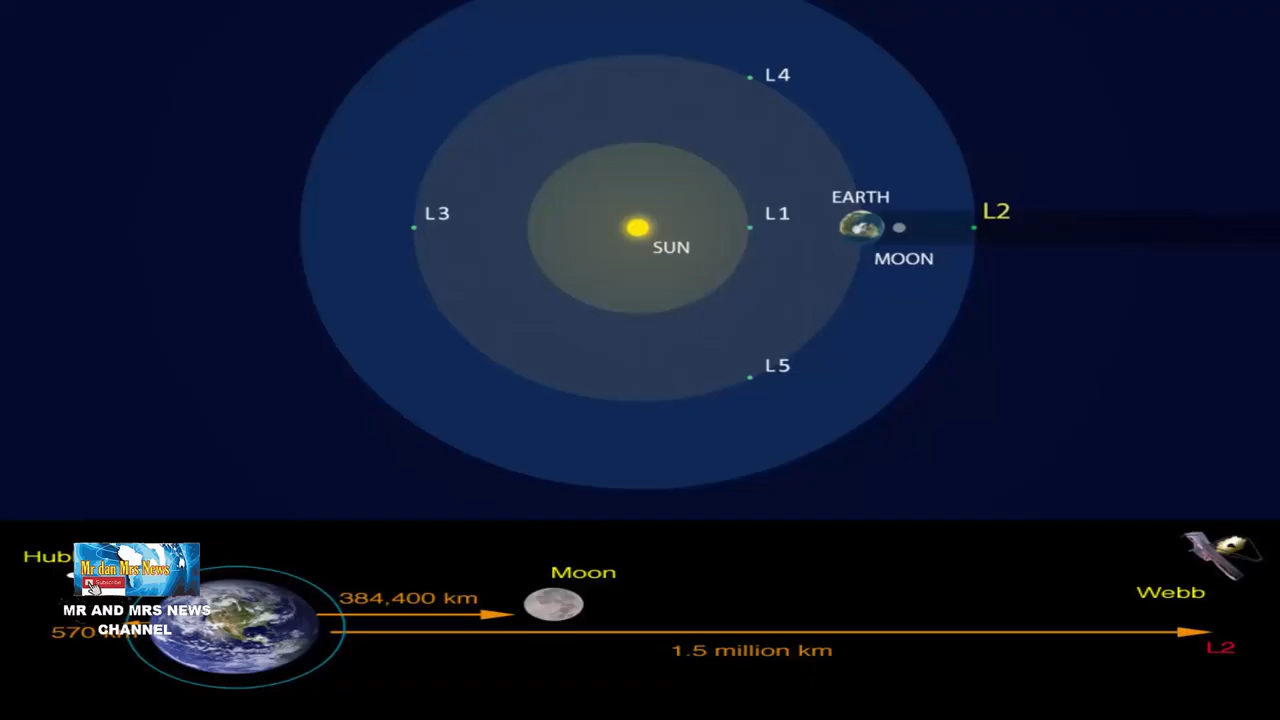 L4
EARTH
L3
L1
L2
SUN
MOON
L5
Hub
Mr dan Mrs News
Subscribe
MR AND MRS NEWS
CHANNEL
570
Moon
384,400 km
Webb
1.5 million km
L2